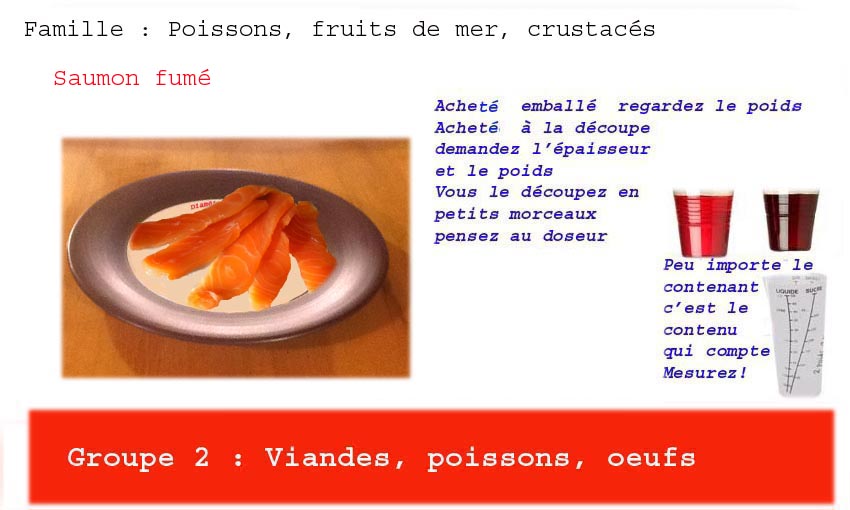 Famille : Poissons, fruits de mer, crustacés
Saumon fumé
Acheté emballé regardez le poids
Acheté à la découpe
demandez l'épaisseur
et le poids
Vous le découpez en
petits morceaux
pensez au doseur
Peu importe le
contenant
c'est le
contenu
qui compte
Mesurez!
LIQUIDE SUCRE
Groupe 2 : Viandes, poissons, oeufs